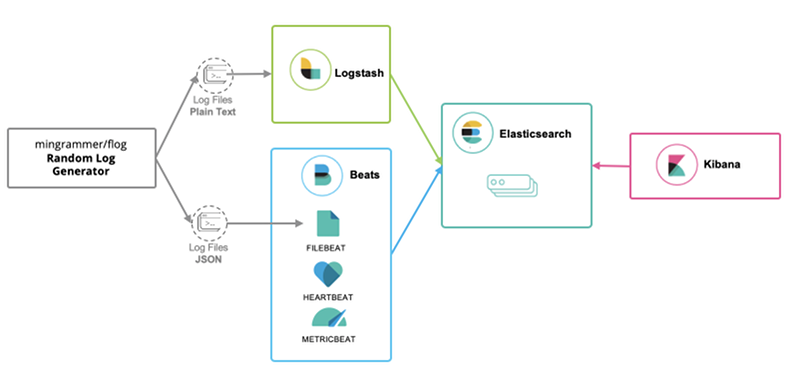 mingrammer/flog
Random Log
Generator
Log Files
Plain Text
Logstash
Log Files
JSON
Beats
FILEBEAT
HEARTBEAT
METRICBEAT
Elasticsearch
Kibana